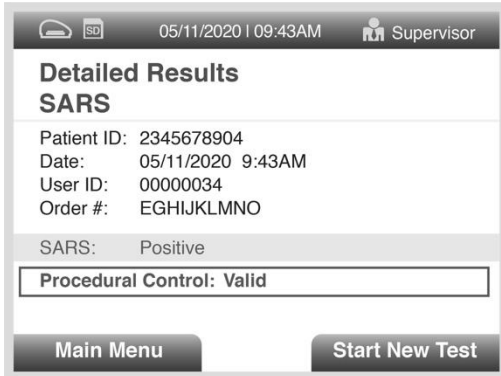 SD 05/11/2020 | 09:43AM Supervisor
Detailed Results
SARS
Patient ID: 2345678904
Date: 05/11/2020 9:43AM
User ID: 00000034
Order #: EGHIJKLMNO
SARS: Positive
Procedural Control: Valid
Main Menu Start New Test